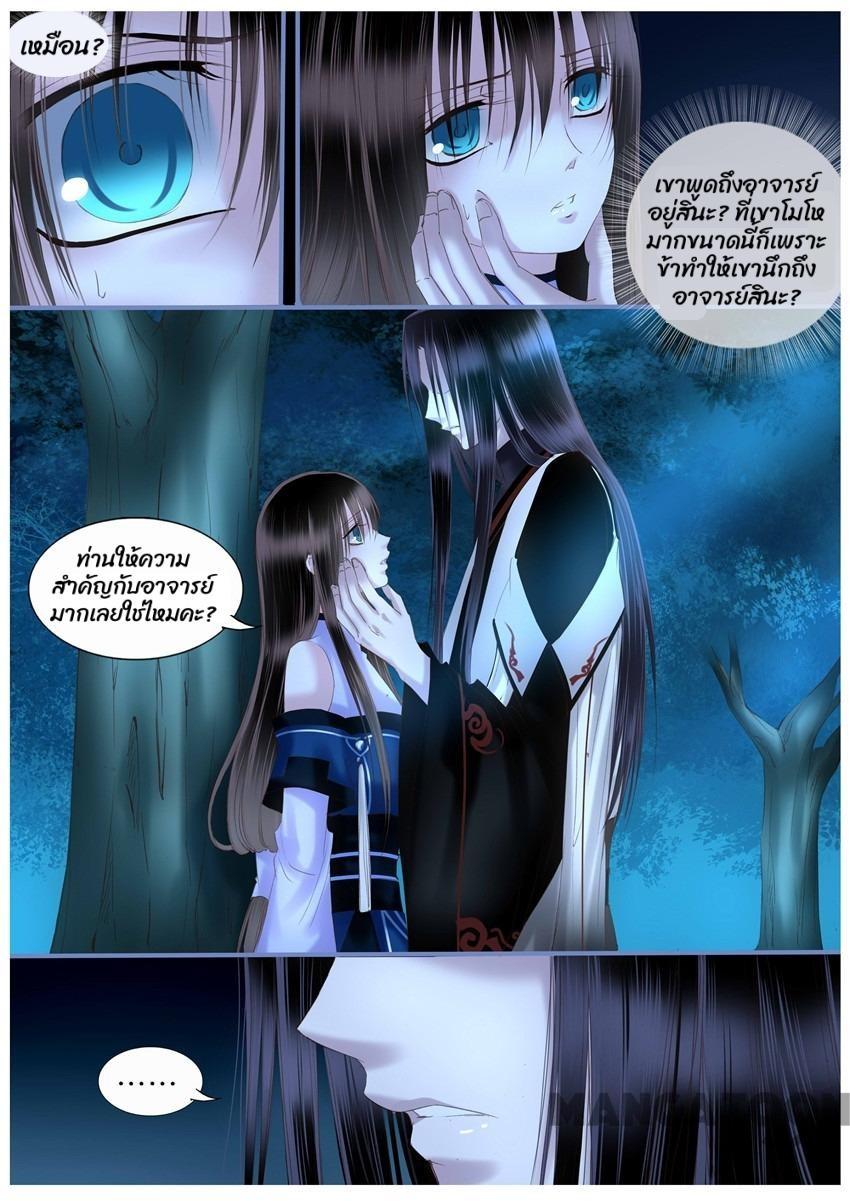 เหมือน?
เขาพูดถึงอาจารย์
อยู่สินะ? ที่เขาโมโห
มากขนาดนี้ก็เพราะ
ข้าทำให้เขานึกถึง
อาจารย์สินะ?
ท่านให้ความ
สำคัญกับอาจารย์
มากเลยใช่ไหมคะ?
......
MANGATOON